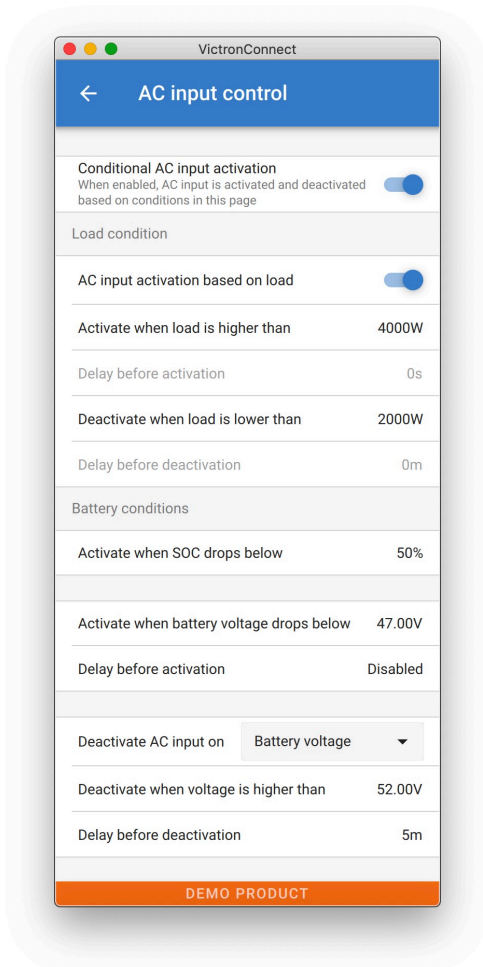 VictronConnect
AC input control
Conditional AC input activation
When enabled, AC input is activated and deactivated
based on conditions in this page
Load condition
AC input activation based on load
Activate when load is higher than 4000W
Delay before activation 0s
Deactivate when load is lower than 2000W
Delay before deactivation 0m
Battery conditions
Activate when SOC drops below 50%
Activate when battery voltage drops below 47.00V
Delay before activation Disabled
Deactivate AC input on Battery voltage
Deactivate when voltage is higher than 52.00V
Delay before deactivation 5m
DEMO PRODUCT